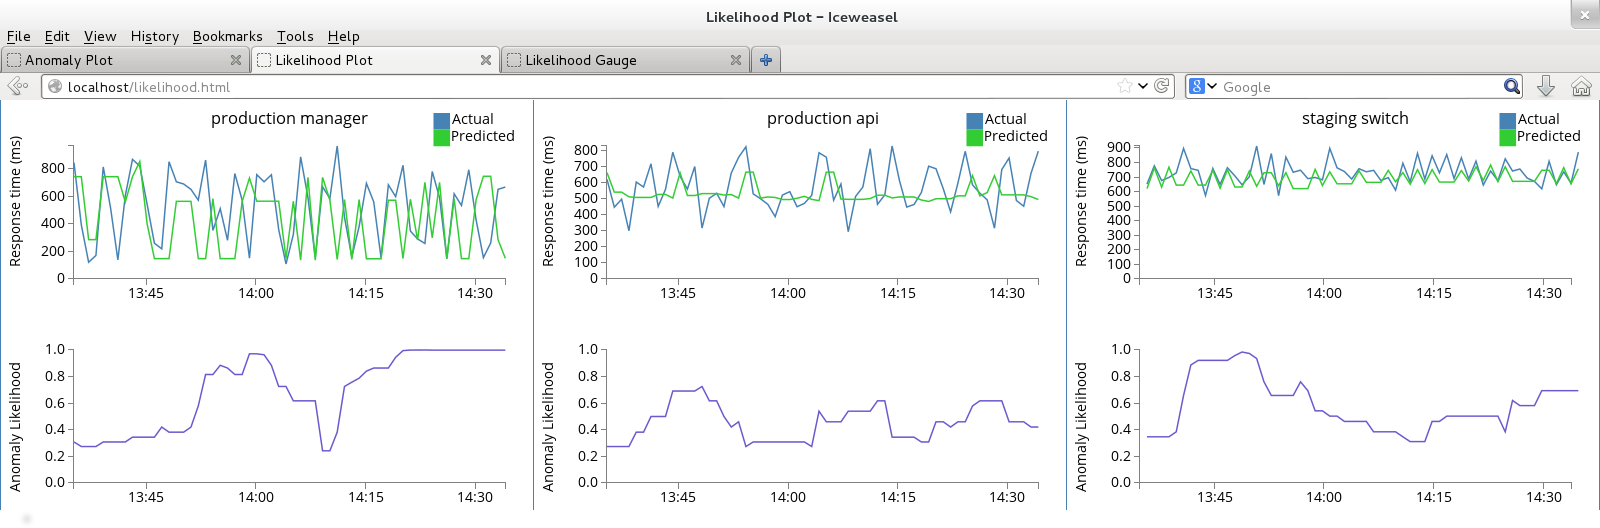 Likelihood Plot – Iceweasel
File Edit View History Bookmarks Tools Help
Anomaly Plot
Likelihood Plot
Likelihood Gauge
localhost/likelihood.html
8
Google
production manager
Actual
Predicted
Response time (ms)
800
600
400
200
0
13:45 14:00 14:15 14:30
Anomaly Likelihood
1.0
0.8
0.6
0.4
0.2
0.0
13:45 14:00 14:15 14:30
production api
Actual
Predicted
Response time (ms)
800
700
600
500
400
300
200
100
0
13:45 14:00 14:15 14:30
Anomaly Likelihood
1.0
0.8
0.6
0.4
0.2
0.0
13:45 14:00 14:15 14:30
staging switch
Actual
Predicted
Response time (ms)
900
800
700
600
500
400
300
200
100
0
13:45 14:00 14:15 14:30
Anomaly Likelihood
1.0
0.8
0.6
0.4
0.2
0.0
13:45 14:00 14:15 14:30